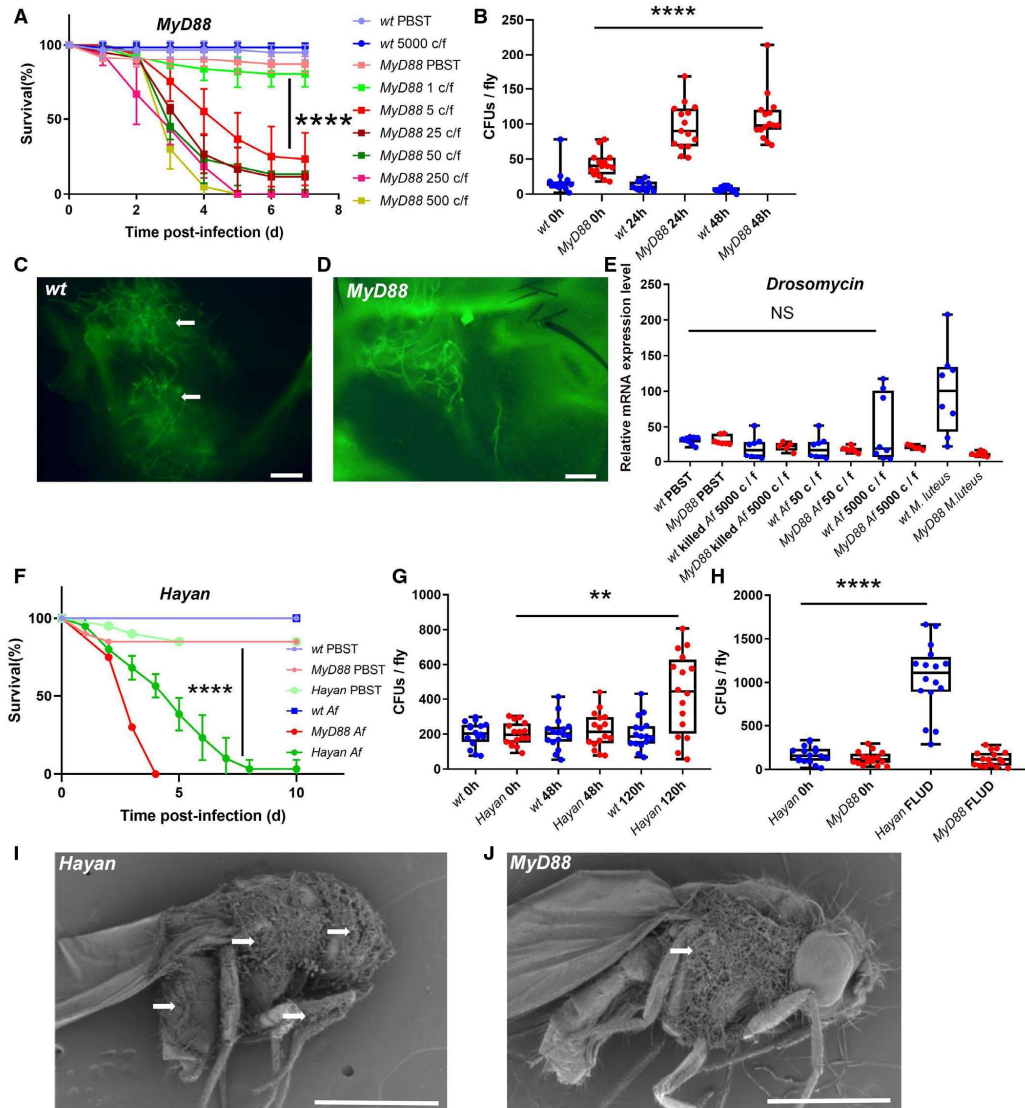 A
MyD88
Survival(%)
100
50
0
0 2 4 6 8
Time post-infection (d)
****
wt PBST
wt 5000 c/f
MyD88 PBST
MyD88 1 c/f
MyD88 5 c/f
MyD88 25 c/f
MyD88 50 c/f
MyD88 250 c/f
MyD88 500 c/f
B
****
CFUs / fly
250
200
150
100
50
0
wt 0h
MyD88 0h
wt 24h
MyD88 24h
wt 48h
MyD88 48h
C
wt
D
MyD88
E
Drosomycin
NS
Relative mRNA expression level
250
200
150
100
50
0
wt PBST
MyD88 PBST
wt killed Af 5000 c / f
MyD88 killed Af 5000 c / f
wt Af 50 c / f
MyD88 Af 50 c / f
wt Af 5000 c / f
MyD88 Af 5000 c / f
wt M. luteus
MyD88 M.luteus
F
Hayan
Survival(%)
100
50
0
0 5 10
Time post-infection (d)
****
wt PBST
MyD88 PBST
Hayan PBST
wt Af
MyD88 Af
Hayan Af
G
**
CFUs / fly
1000
800
600
400
200
0
wt 0h
Hayan 0h
wt 48h
Hayan 48h
wt 120h
Hayan 120h
H
****
CFUs / fly
2000
1500
1000
500
0
Hayan 0h
MyD88 0h
Hayan FLUD
MyD88 FLUD
I
Hayan
J
MyD88